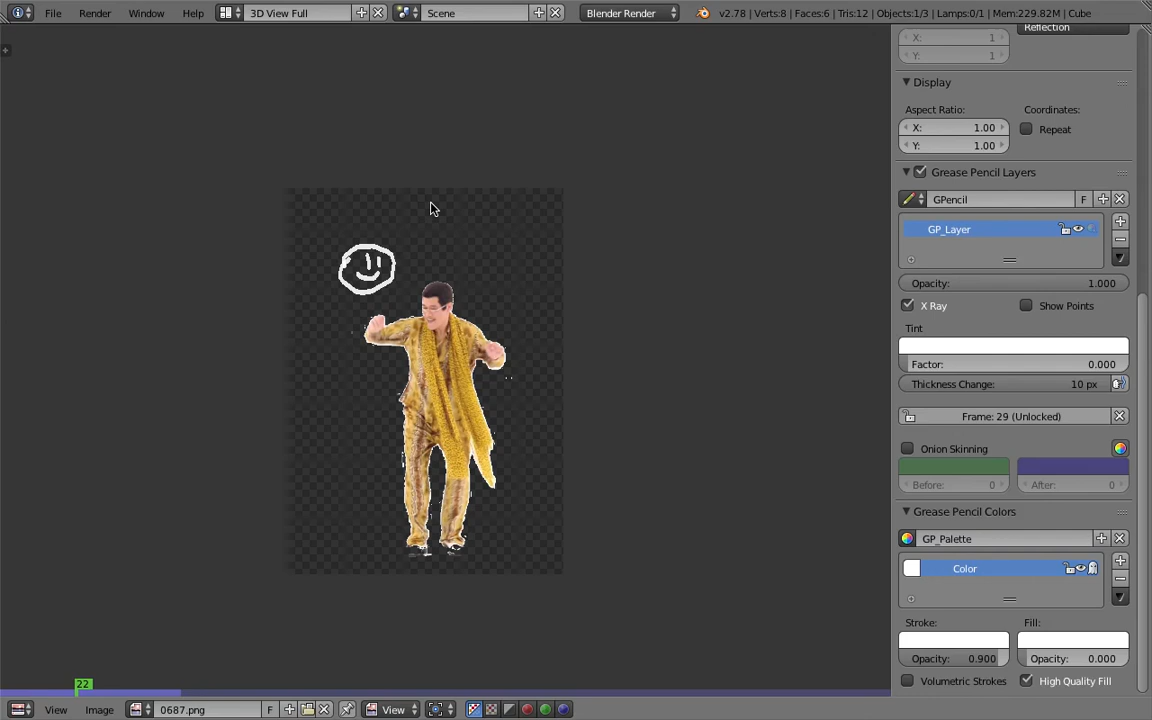 File Render Window Help 3D View Full Scene Blender Render v2.78 | Verts:8 | Faces:6 | Tris:12 | Objects:1/3 | Lamps:0/1 | Mem:229.82M | Cube
Reflection
X: 1
Y: 1
Display
Aspect Ratio: Coordinates:
X: 1.00 Repeat
Y: 1.00
Grease Pencil Layers
GPencil F
GP_Layer
Opacity: 1.000
X Ray Show Points
Tint
Factor: 0.000
Thickness Change: 10 px
Frame: 29 (Unlocked)
Onion Skinning
Before: 0 After: 0
Grease Pencil Colors
GP_Palette
Color
Stroke: Fill:
Opacity: 0.900 Opacity: 0.000
Volumetric Strokes High Quality Fill
22
View Image 0687.png F View